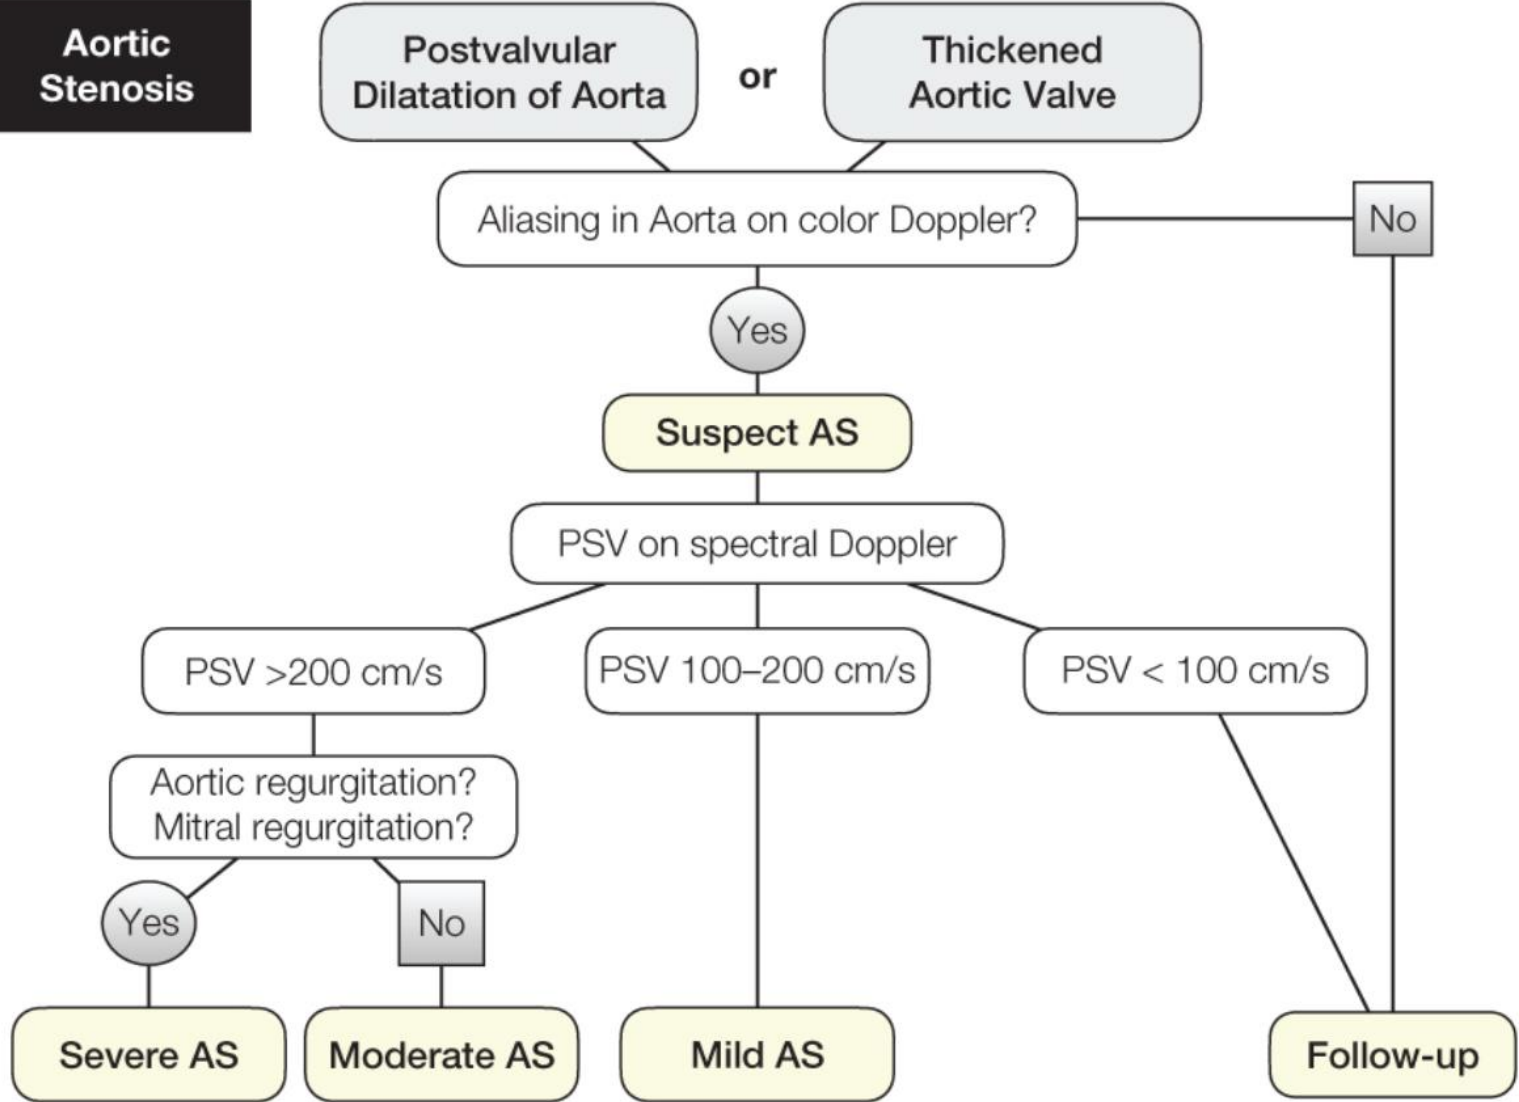 Aortic
Stenosis
Postvalvular
Dilatation of Aorta
or
Thickened
Aortic Valve
Aliasing in Aorta on color Doppler?
No
Yes
Suspect AS
PSV on spectral Doppler
PSV >200 cm/s
PSV 100–200 cm/s
PSV < 100 cm/s
Aortic regurgitation?
Mitral regurgitation?
Yes
No
Severe AS
Moderate AS
Mild AS
Follow-up